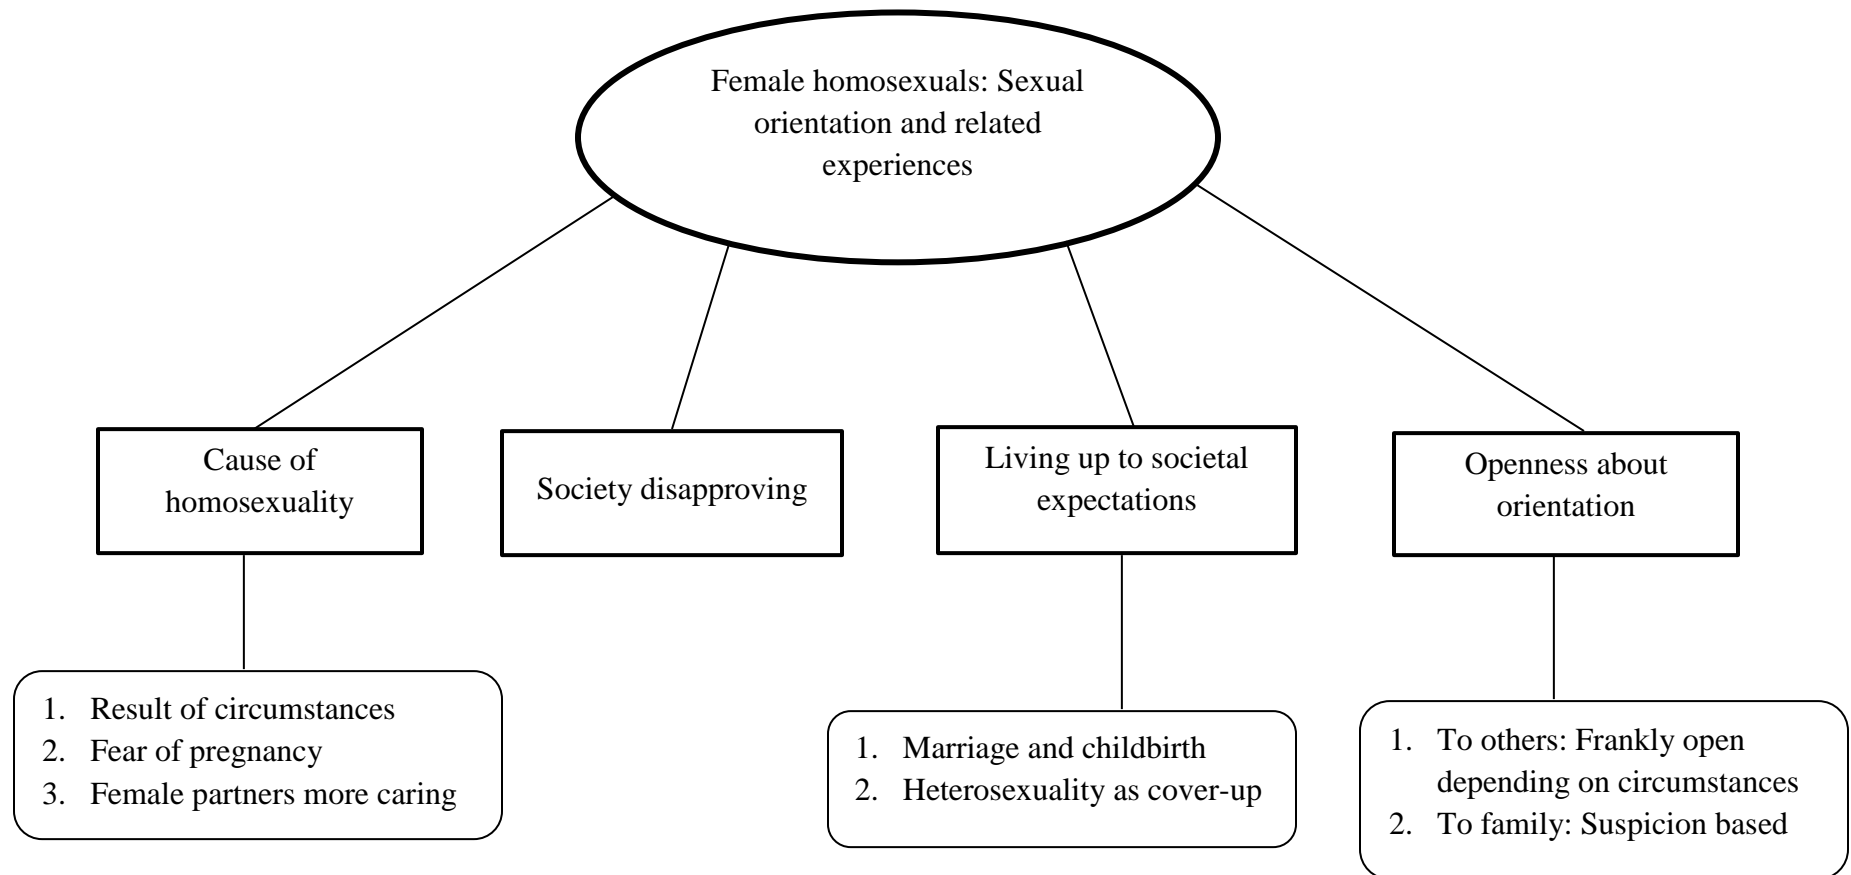 Female homosexuals: Sexual
orientation and related
experiences
Cause of
homosexuality
Society disapproving
Living up to societal
expectations
Openness about
orientation
1. Result of circumstances
2. Fear of pregnancy
3. Female partners more caring
1. Marriage and childbirth
2. Heterosexuality as cover-up
1. To others: Frankly open
depending on circumstances
2. To family: Suspicion based